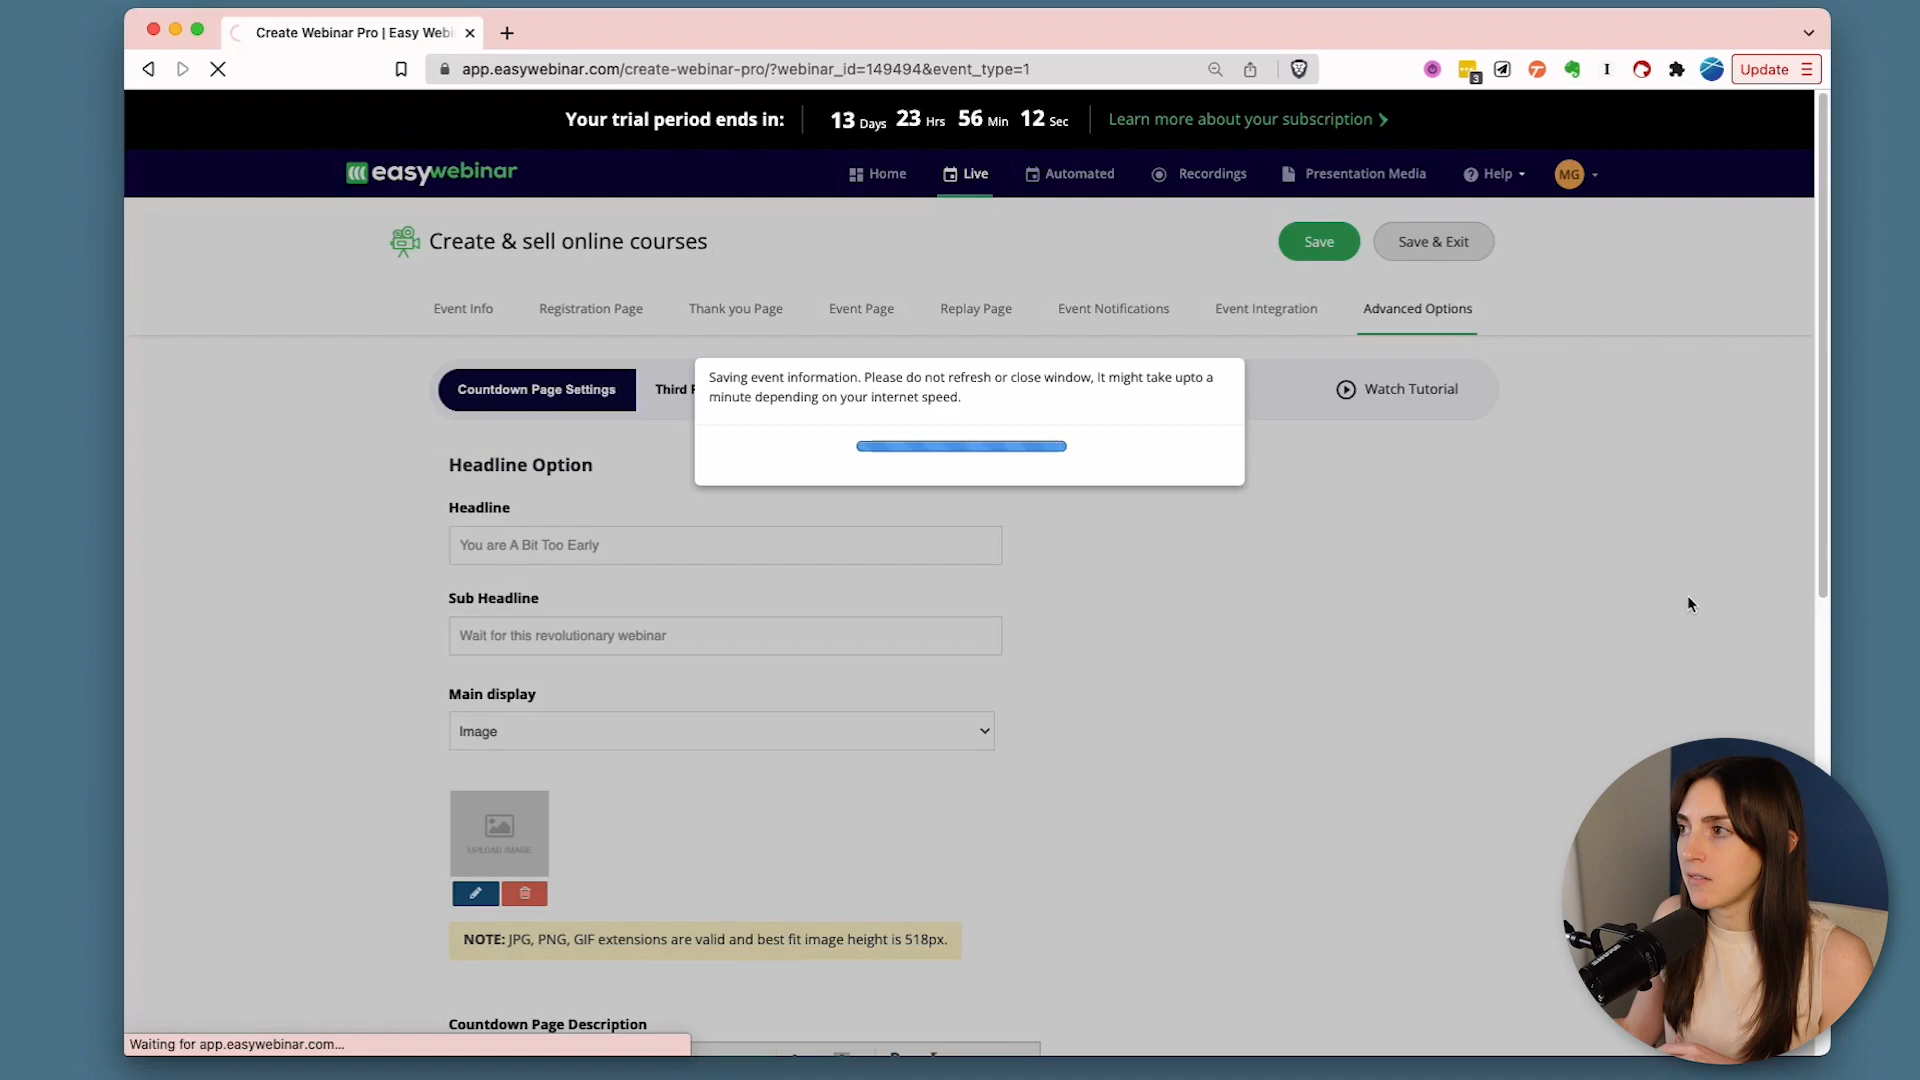 Create Webinar Pro | Easy Webi
app.easywebinar.com/create-webinar-pro/?webinar_id=149494&event_type=1
3
Update
Your trial period ends in:
13 Days 23 Hrs 56 Min 12 Sec
Learn more about your subscription
easywebinar
Home
Live
Automated
Recordings
Presentation Media
Help
MG
Create & sell online courses
Save
Save & Exit
Event Info
Registration Page
Thank you Page
Event Page
Replay Page
Event Notifications
Event Integration
Advanced Options
Countdown Page Settings
Third
Watch Tutorial
Saving event information. Please do not refresh or close window, It might take upto a
minute depending on your internet speed.
Headline Option
Headline
You are A Bit Too Early
Sub Headline
Wait for this revolutionary webinar
Main display
Image
UPLOAD IMAGE
NOTE: JPG, PNG, GIF extensions are valid and best fit image height is 518px.
Countdown Page Description
Waiting for app.easywebinar.com...